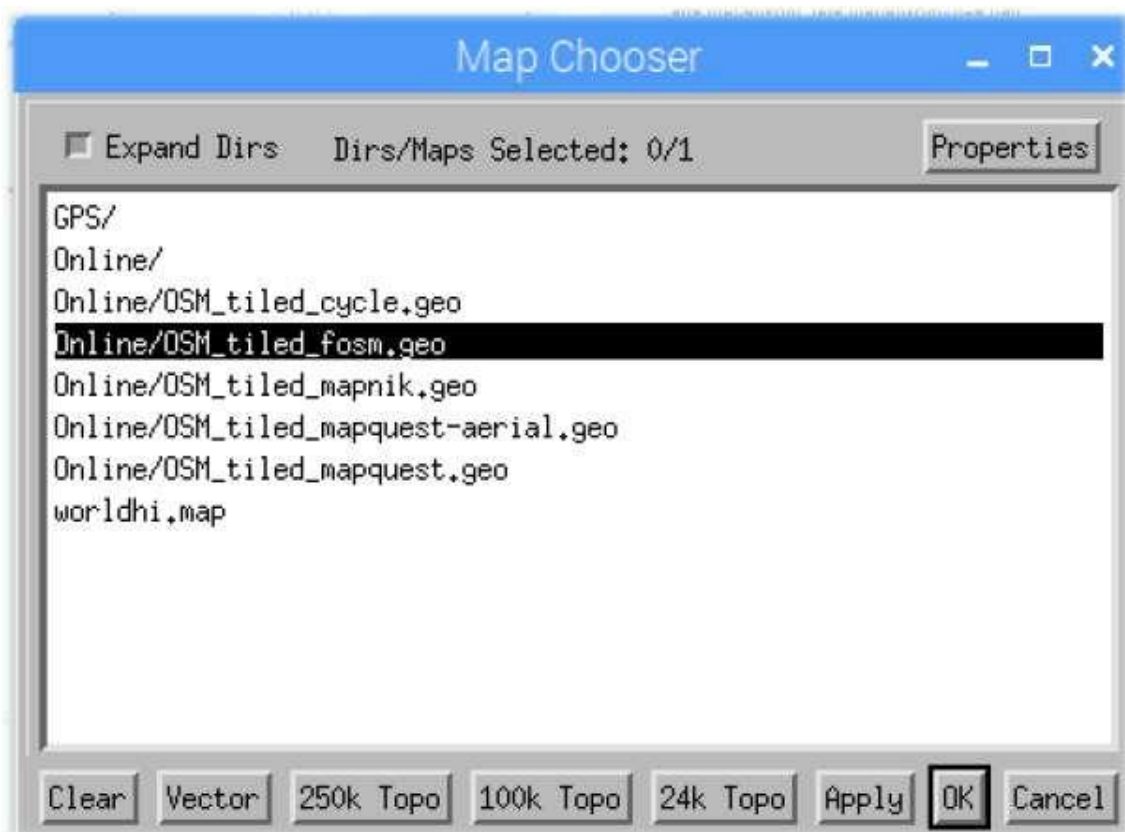 Map Chooser
Expand Dirs Dirs/Maps Selected: 0/1 Properties
GPS/
Online/
Online/OSM_tiled_cycle.geo
Online/OSM_tiled_fosm.geo
Online/OSM_tiled_mapnik.geo
Online/OSM_tiled_mapquest-aerial.geo
Online/OSM_tiled_mapquest.geo
worldhi.map
Clear Vector 250k Topo 100k Topo 24k Topo Apply OK Cancel